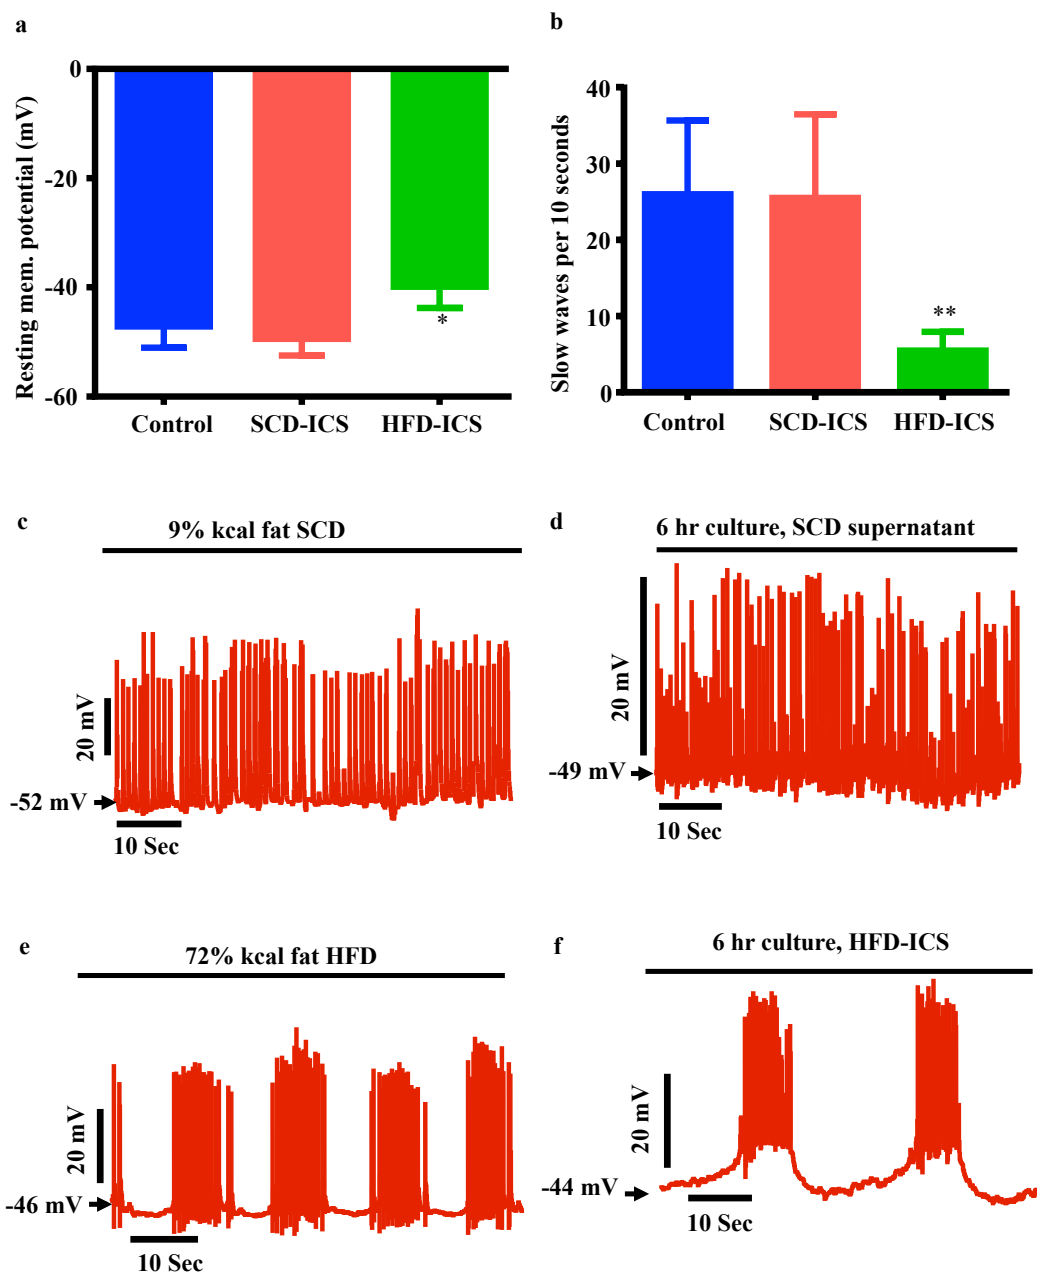 a
Resting mem. potential (mV)
0
-20
-40
-60
*
Control SCD-ICS HFD-ICS
b
Slow waves per 10 seconds
40
30
20
10
0
**
Control SCD-ICS HFD-ICS
c
9% kcal fat SCD
20 mV
-52 mV
10 Sec
d
6 hr culture, SCD supernatant
20 mV
-49 mV
10 Sec
e
72% kcal fat HFD
20 mV
-46 mV
10 Sec
f
6 hr culture, HFD-ICS
20 mV
-44 mV
10 Sec